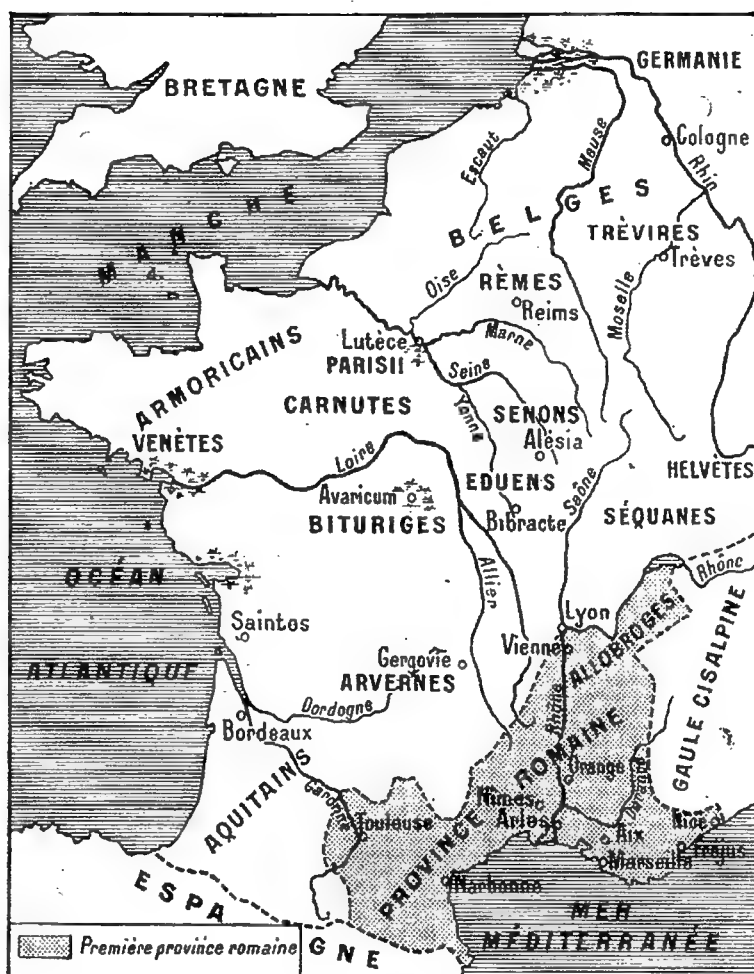 GERMANIE
BRETAGNE
Cologne
Escaut
Meuse
Rhin
MANCHE
BELGES
TRÈVIRES
Trèves
Oise
RÈMES
Reims
Moselle
Lutèce
PARISII
Marne
Seine
ARMORICAINS
CARNUTES
Yonne
SENONS
Alésia
VENÈTES
Loire
HELVÈTES
Avaricum
EDUENS
Saône
BITURIGES
Bibracte
SÉQUANES
OCÉAN
ATLANTIQUE
Allier
Rhône
Lyon
Saintes
Vienne
ALLOBROGES
GAULE CISALPINE
Gergovie
ARVERNES
Dordogne
Bordeaux
Rhône
PROVINCE ROMAINE
Orange
Durance
AQUITAINS
Garonne
Toulouse
Nimes
Arles
Aix
Nice
Fréjus
Marseille
Narbonne
ESPAGNE
MER
MÉDITERRANÉE
Première province romaine